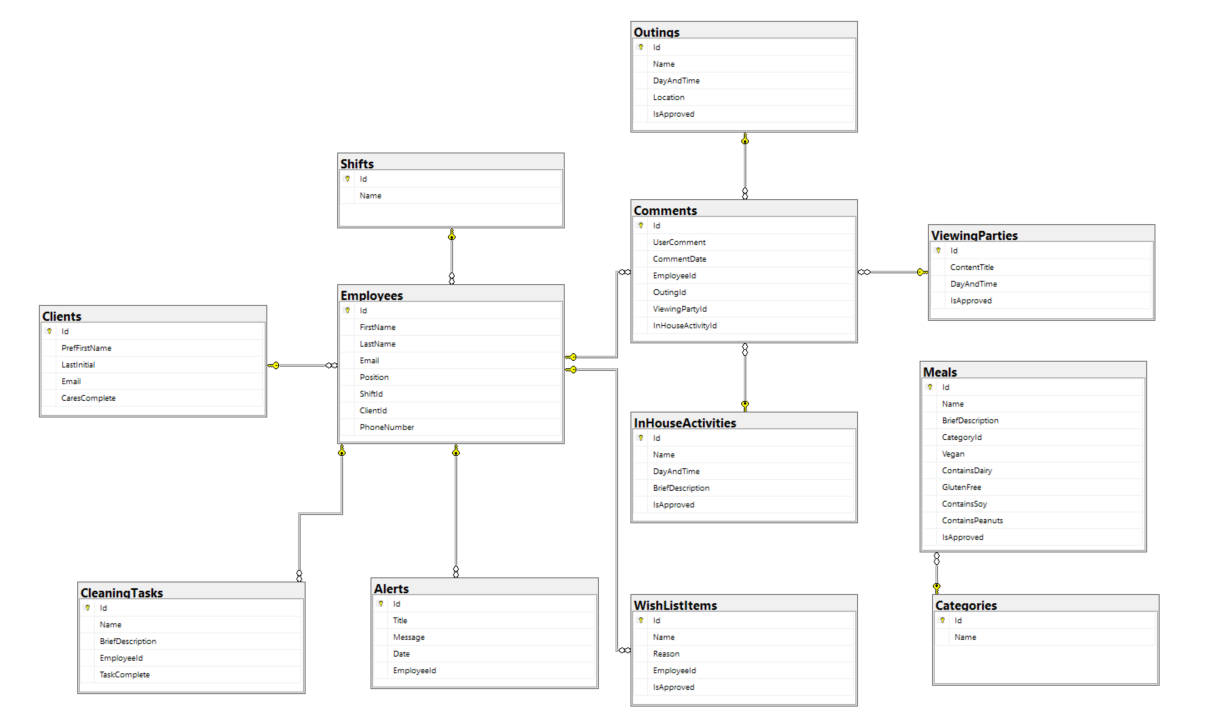 Outings
Id
Name
DayAndTime
Location
IsApproved
Shifts
Id
Name
Comments
Id
UserComment
CommentDate
EmployeeId
OutingId
ViewingPartyId
InHouseActivityId
ViewingParties
Id
ContentTitle
DayAndTime
IsApproved
Employees
Id
FirstName
LastName
Email
Position
ShiftId
ClientId
PhoneNumber
Clients
Id
PrefFirstName
LastInitial
Email
CaresComplete
Meals
Id
Name
BriefDescription
CategoryId
Vegan
ContainsDairy
GlutenFree
ContainsSoy
ContainsPeanuts
IsApproved
InHouseActivities
Id
Name
DayAndTime
BriefDescription
IsApproved
CleaningTasks
Id
Name
BriefDescription
EmployeeId
TaskComplete
Alerts
Id
Title
Message
Date
EmployeeId
WishListItems
Id
Name
Reason
EmployeeId
IsApproved
Categories
Id
Name